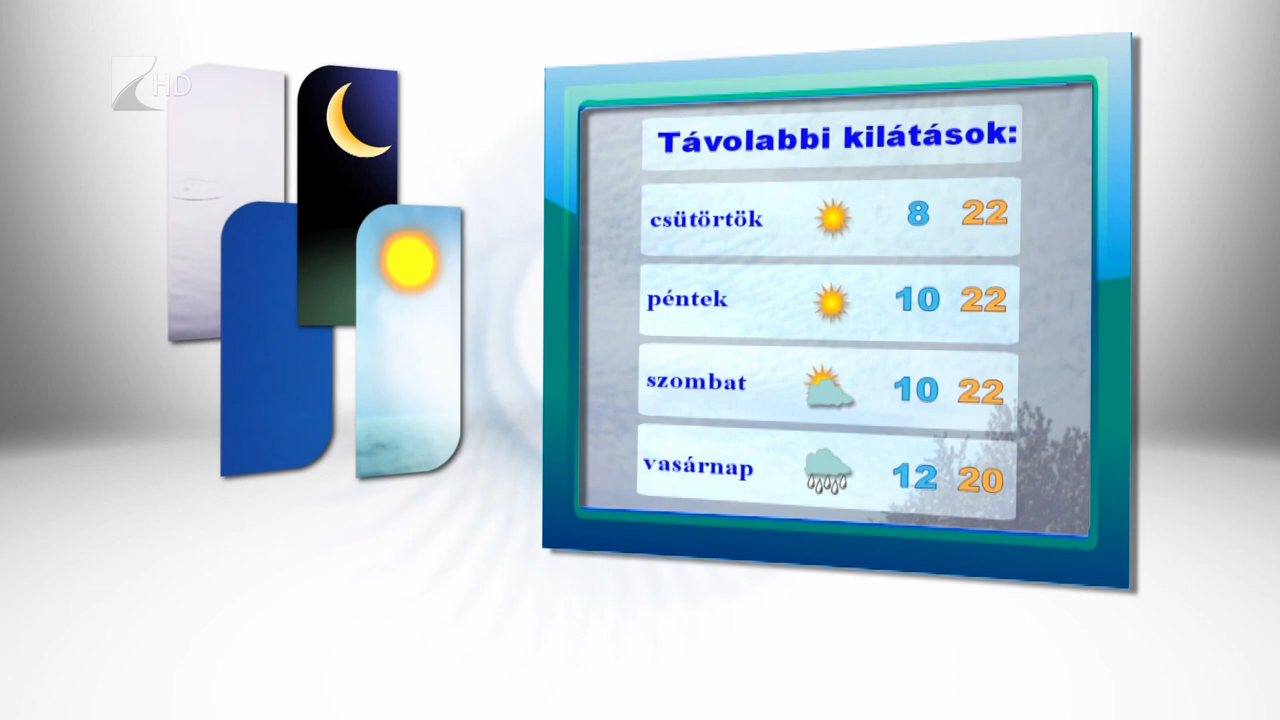 HD
Távolabbi kilátások:
csütörtök 8 22
péntek 10 22
szombat 10 22
vasárnap 12 20